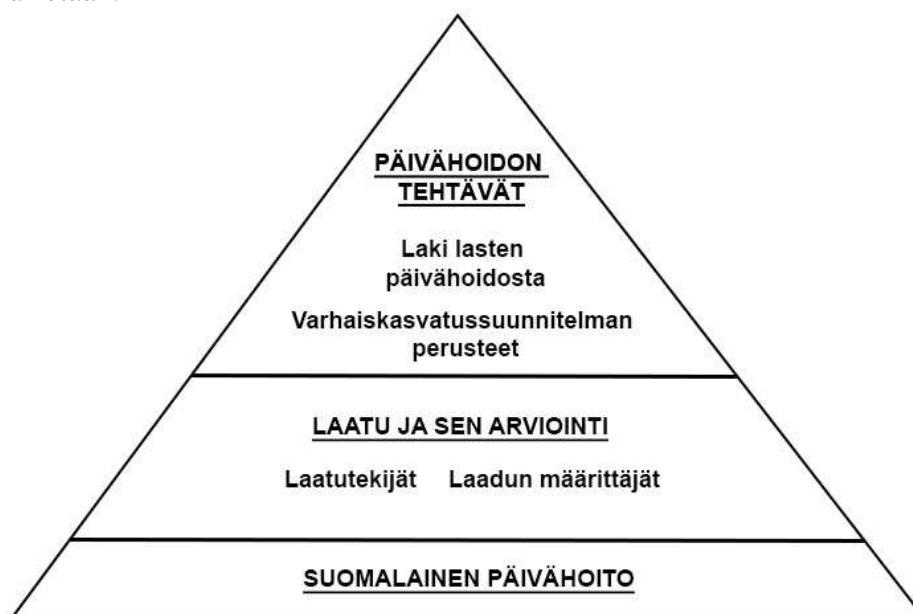 PÄIVÄHOIDON
TEHTÄVÄT
Laki lasten
päivähoidosta
Varhaiskasvatussuunnitelman
perusteet
LAATU JA SEN ARVIOINTI
Laatutekijät Laadun määrittäjät
SUOMALAINEN PÄIVÄHOITO